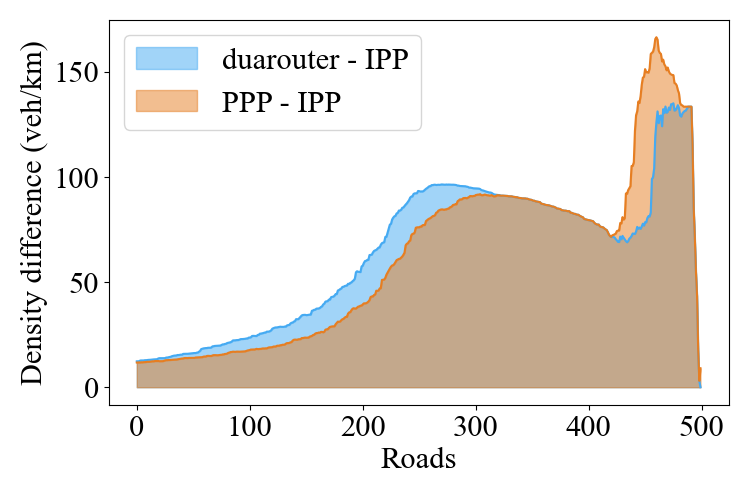 duarouter - IPP
PPP - IPP
Density difference (veh/km)
150
100
50
0
0 100 200 300 400 500
Roads